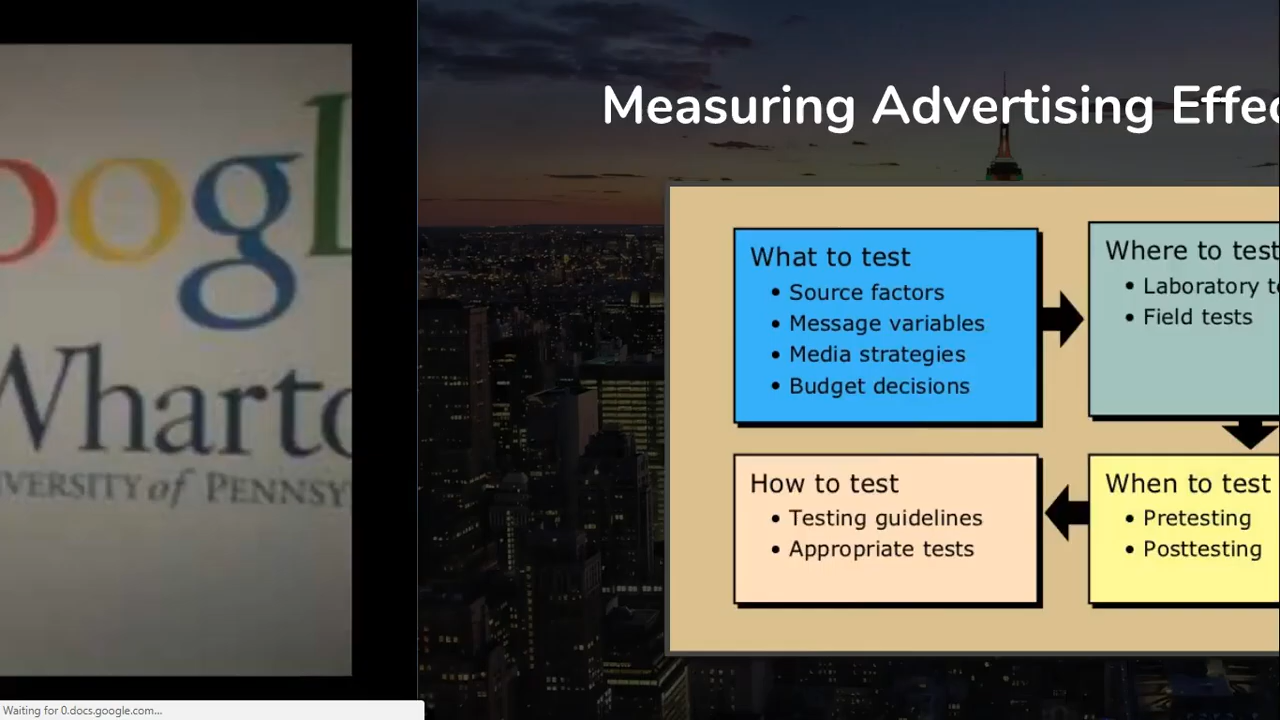 oogl
Wharto
IVERSITY of PENNSY
Measuring Advertising Effec
What to test
• Source factors
• Message variables
• Media strategies
• Budget decisions
Where to test
• Laboratory te
• Field tests
How to test
• Testing guidelines
• Appropriate tests
When to test
• Pretesting
• Posttesting
Waiting for 0.docs.google.com...